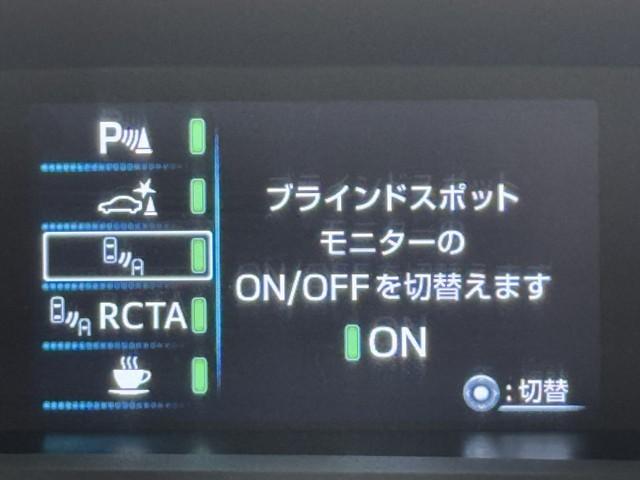 P
RCTA
ブラインドスポット
モニターの
ON/OFFを切替えます
ON
:切替